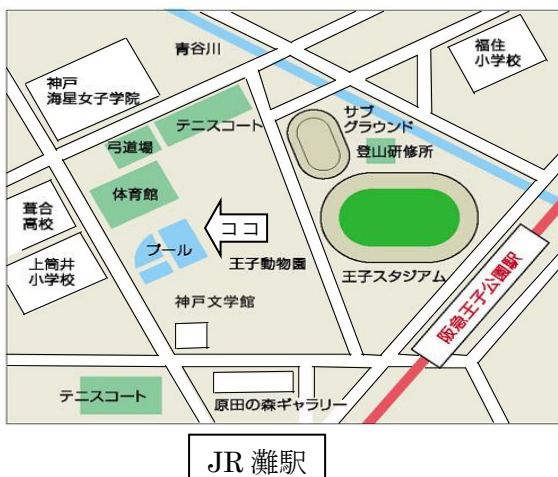 青谷川
福住
小学校
神戸
海星女子学院
サブ
グラウンド
テニスコート
弓道場
登山研修所
体育館
葺合
高校
ココ
プール
上筒井
小学校
王子動物園
王子スタジアム
阪急王子公園駅
神戸文学館
テニスコート
原田の森ギャラリー
JR 灘駅